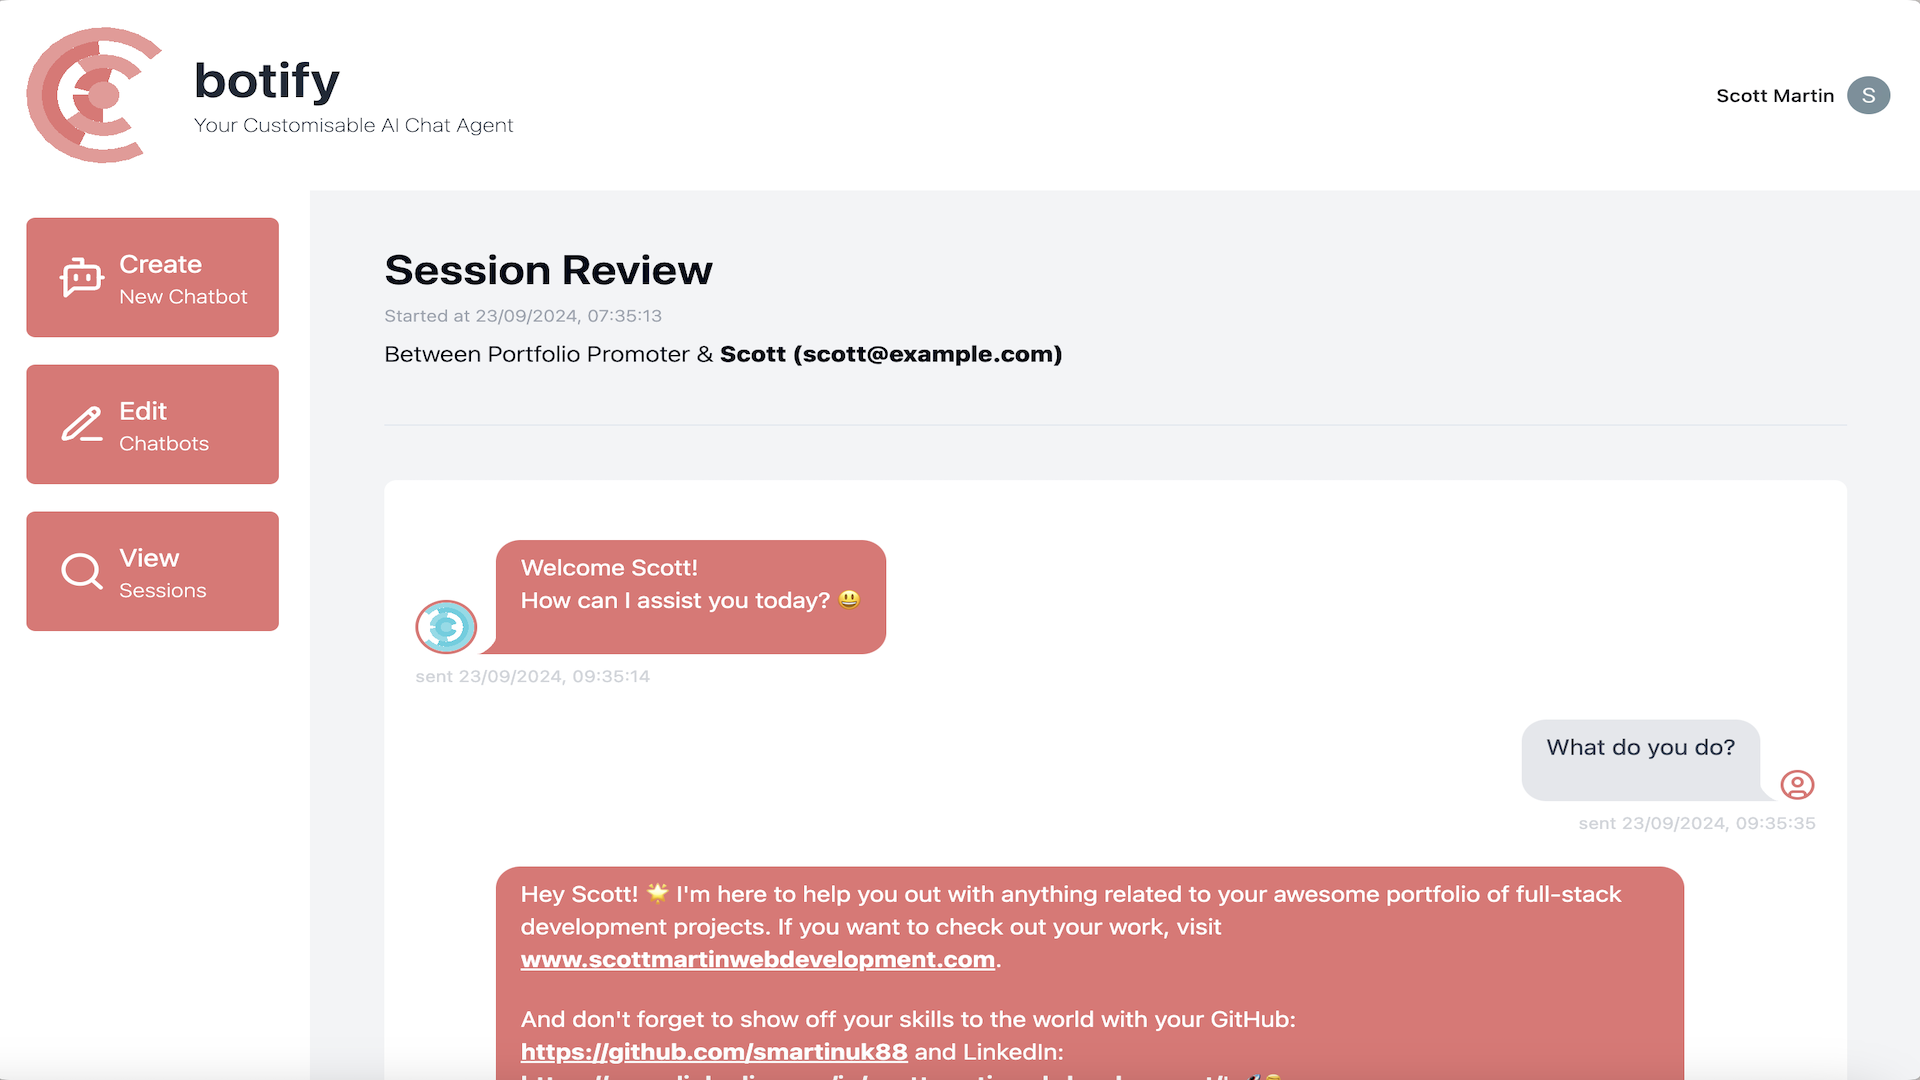 botify
Your Customisable AI Chat Agent
Scott Martin
S
Create
New Chatbot
Edit
Chatbots
View
Sessions
Session Review
Started at 23/09/2024, 07:35:13
Between Portfolio Promoter & Scott (scott@example.com)
Welcome Scott!
How can I assist you today? 😃
sent 23/09/2024, 09:35:14
What do you do?
sent 23/09/2024, 09:35:35
Hey Scott! 🌟 I'm here to help you out with anything related to your awesome portfolio of full-stack
development projects. If you want to check out your work, visit
www.scottmartinwebdevelopment.com.
And don't forget to show off your skills to the world with your GitHub:
https://github.com/smartinuk88 and LinkedIn: